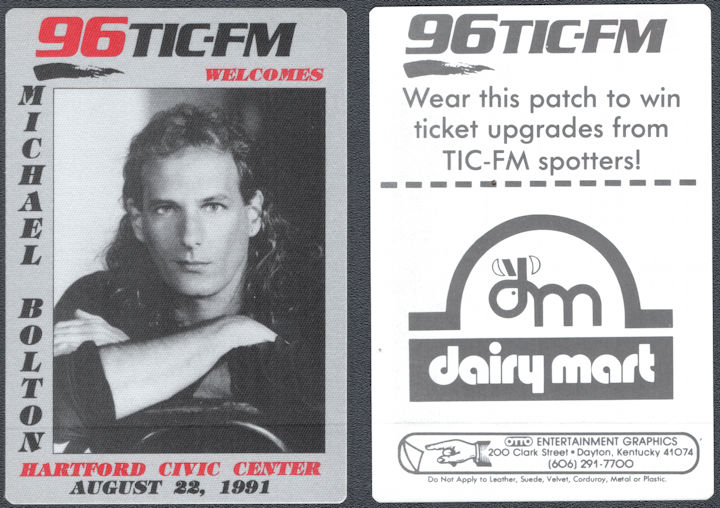 96TIC-FM
WELCOMES
MICHAEL BOLTON
HARTFORD CIVIC CENTER
AUGUST 22, 1991
96TIC-FM
Wear this patch to win
ticket upgrades from
TIC-FM spotters!
dm
dairy mart
OTTO ENTERTAINMENT GRAPHICS
200 Clark Street • Dayton, Kentucky 41074
(606) 291-7700
Do Not Apply to Leather, Suede, Velvet, Corduroy, Metal or Plastic.